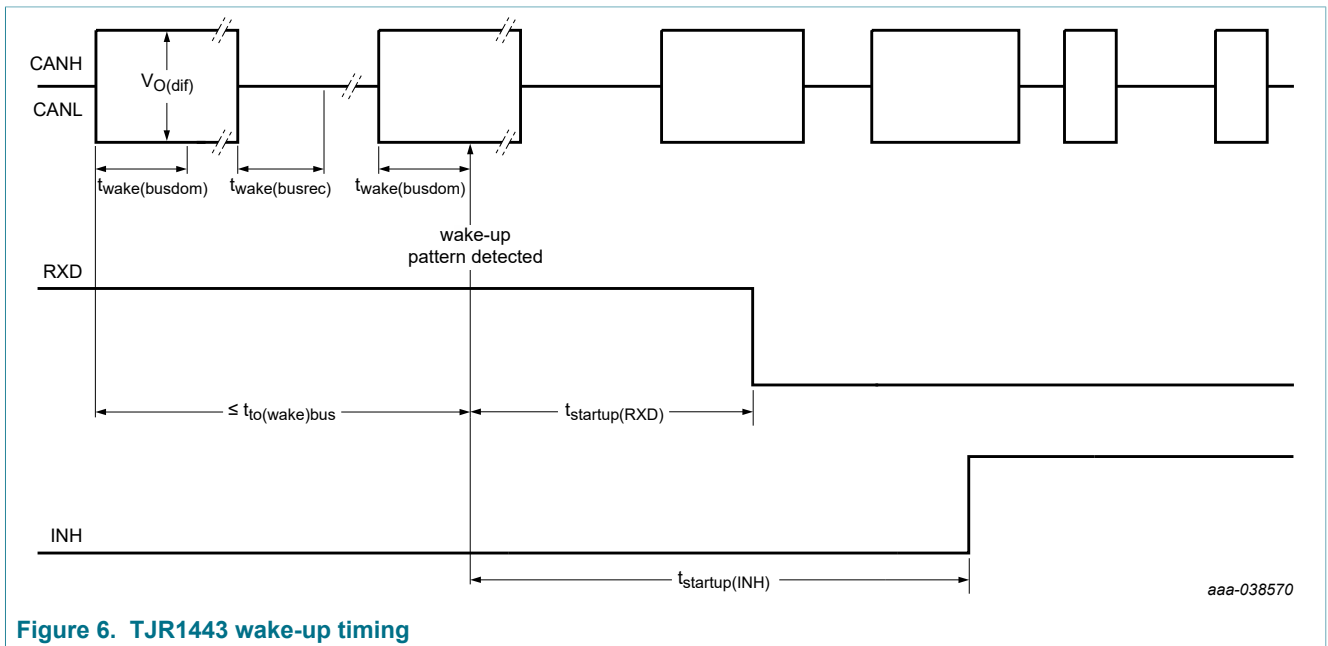 CANH
VO(dif)
CANL
twake(busdom)
twake(busrec)
twake(busdom)
wake-up
pattern detected
RXD
≤ tto(wake)bus
tstartup(RXD)
INH
tstartup(INH)
aaa-038570
Figure 6. TJR1443 wake-up timing